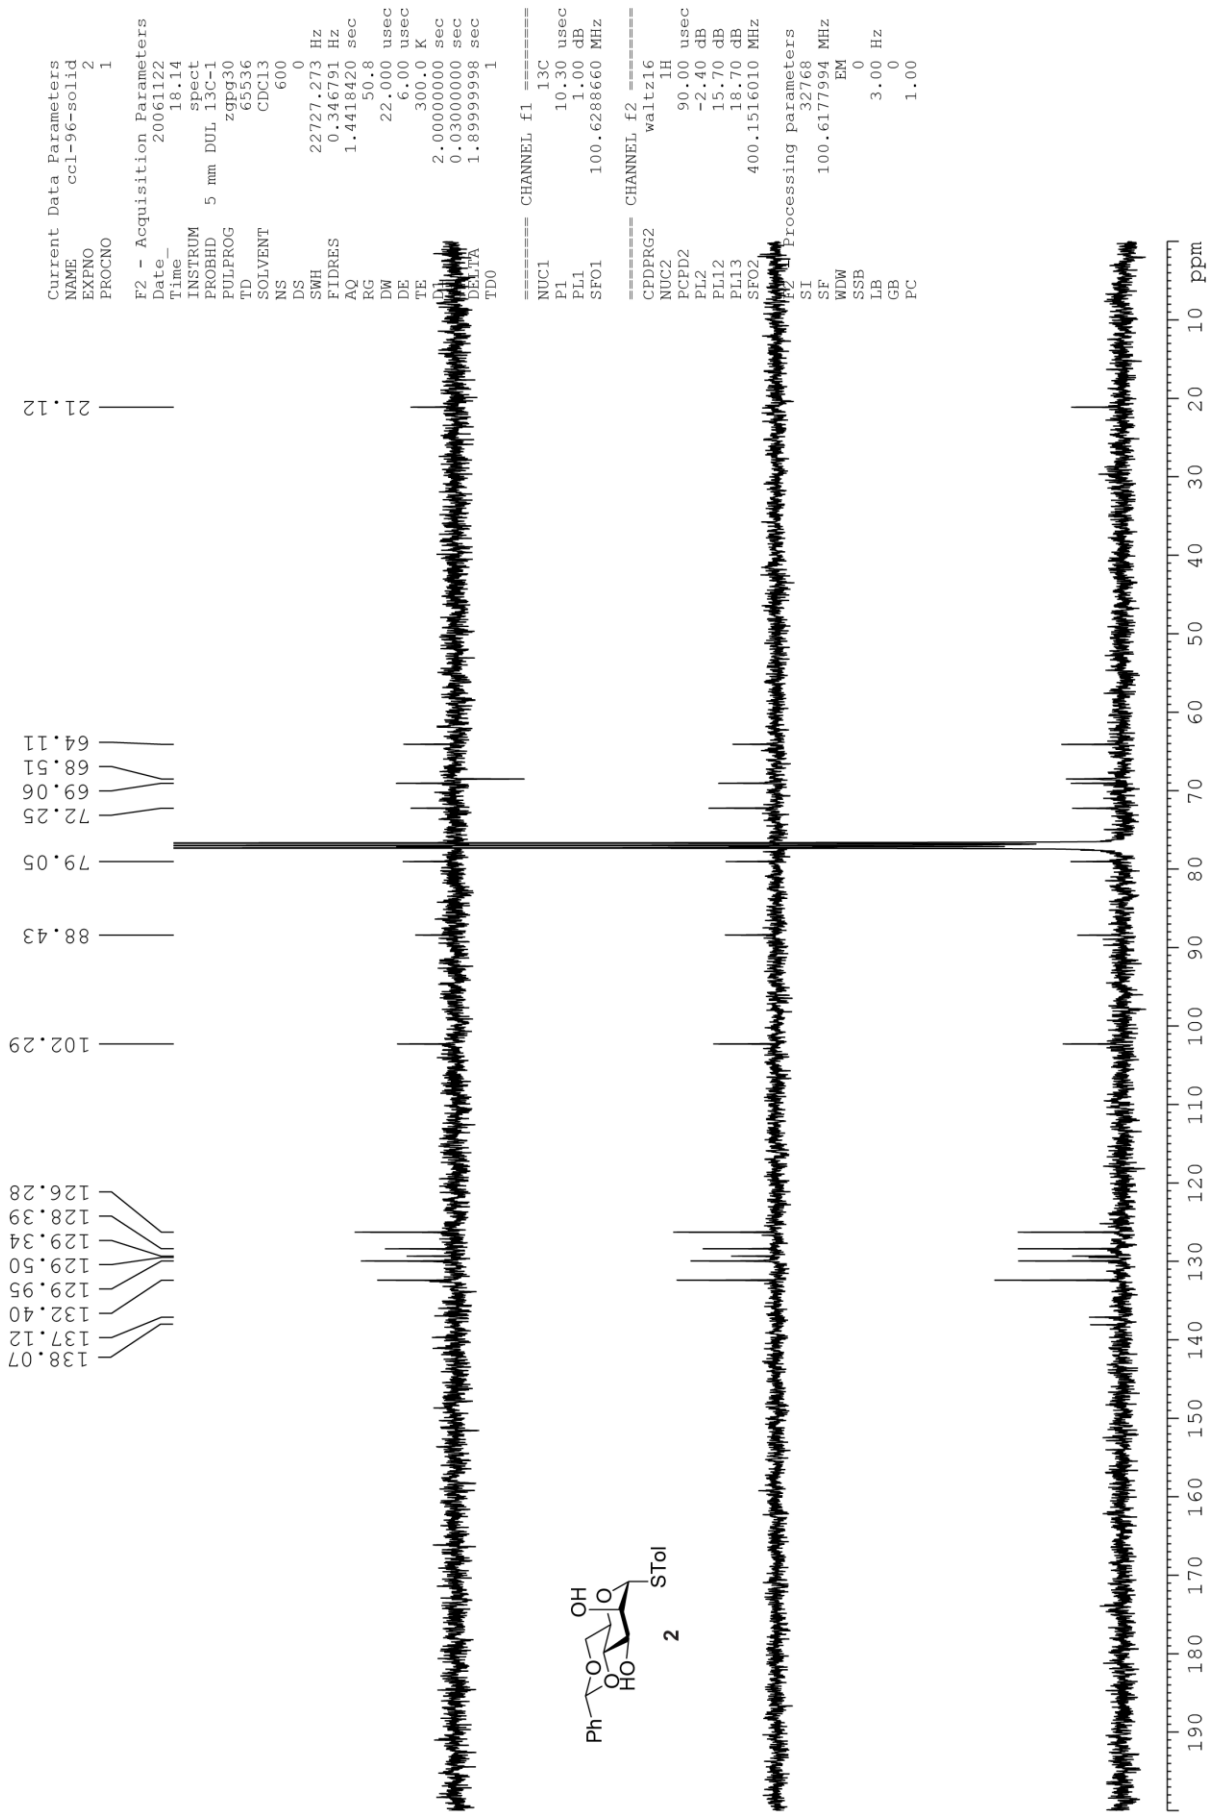 Current Data Parameters
NAME ccl-96-solid
EXPNO 2
PROCNO 1
F2 - Acquisition Parameters
Date_ 20061122
Time 18.14
INSTRUM spect
PROBHD 5 mm DUL 13C-1
PULPROG zgpg30
TD 65536
SOLVENT CDCl3
NS 600
DS 0
SWH 22727.273 Hz
FIDRES 0.346791 Hz
AQ 1.4418420 sec
RG 50.8
DW 22.000 usec
DE 6.00 usec
TE 300.0 K
D1 2.00000000 sec
0.03000000 sec
DELTA 1.89999998 sec
TD0 1
======== CHANNEL f1 ========
NUC1 13C
P1 10.30 usec
PL1 1.00 dB
SFO1 100.6288660 MHz
======== CHANNEL f2 ========
CPDPRG2 waltz16
NUC2 1H
PCPD2 90.00 usec
PL2 -2.40 dB
PL12 15.70 dB
PL13 18.70 dB
SFO2 400.1516010 MHz
F2 - Processing parameters
SI 32768
SF 100.6177994 MHz
WDW EM
SSB 0
LB 3.00 Hz
GB 0
PC 1.00
138.07
137.12
132.40
129.95
129.50
129.34
128.39
126.28
102.29
88.43
79.05
72.25
69.06
68.51
64.11
21.12
Ph
O
O
HO
OH
O
STol
2
190 180 170 160 150 140 130 120 110 100 90 80 70 60 50 40 30 20 10 ppm